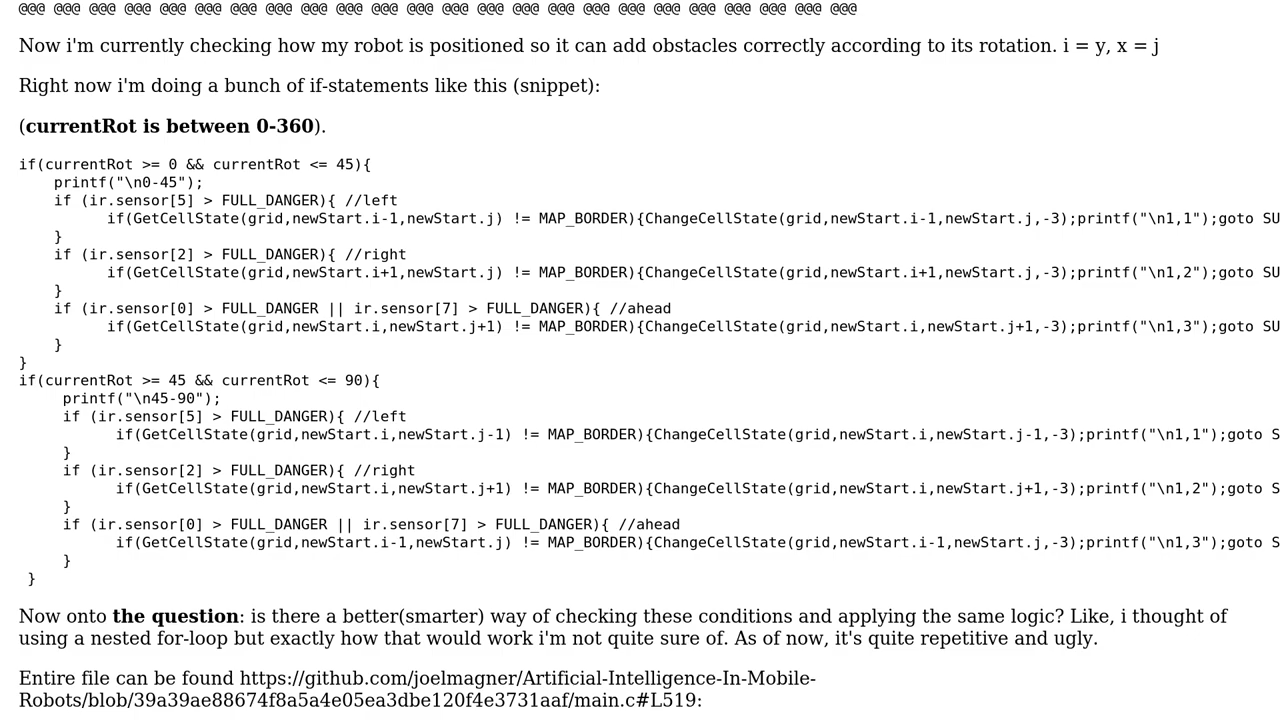 @@@ @@@ @@@ @@@ @@@ @@@ @@@ @@@ @@@ @@@ @@@ @@@ @@@ @@@ @@@ @@@ @@@ @@@ @@@ @@@ @@@ @@@ @@@ @@@
Now i'm currently checking how my robot is positioned so it can add obstacles correctly according to its rotation. i = y, x = j
Right now i'm doing a bunch of if-statements like this (snippet):
(currentRot is between 0-360).
if(currentRot >= 0 && currentRot <= 45){
    printf("\n0-45");
    if (ir.sensor[5] > FULL_DANGER){ //left
          if(GetCellState(grid,newStart.i-1,newStart.j) != MAP_BORDER){ChangeCellState(grid,newStart.i-1,newStart.j,-3);printf("\n1,1");goto SU
    }
    if (ir.sensor[2] > FULL_DANGER){ //right
          if(GetCellState(grid,newStart.i+1,newStart.j) != MAP_BORDER){ChangeCellState(grid,newStart.i+1,newStart.j,-3);printf("\n1,2");goto SU
    }
    if (ir.sensor[0] > FULL_DANGER || ir.sensor[7] > FULL_DANGER){ //ahead
          if(GetCellState(grid,newStart.i,newStart.j+1) != MAP_BORDER){ChangeCellState(grid,newStart.i,newStart.j+1,-3);printf("\n1,3");goto SU
    }
}
if(currentRot >= 45 && currentRot <= 90){
     printf("\n45-90");
     if (ir.sensor[5] > FULL_DANGER){ //left
           if(GetCellState(grid,newStart.i,newStart.j-1) != MAP_BORDER){ChangeCellState(grid,newStart.i,newStart.j-1,-3);printf("\n1,1");goto S
     }
     if (ir.sensor[2] > FULL_DANGER){ //right
           if(GetCellState(grid,newStart.i,newStart.j+1) != MAP_BORDER){ChangeCellState(grid,newStart.i,newStart.j+1,-3);printf("\n1,2");goto S
     }
     if (ir.sensor[0] > FULL_DANGER || ir.sensor[7] > FULL_DANGER){ //ahead
           if(GetCellState(grid,newStart.i-1,newStart.j) != MAP_BORDER){ChangeCellState(grid,newStart.i-1,newStart.j,-3);printf("\n1,3");goto S
     }
 }
Now onto the question: is there a better(smarter) way of checking these conditions and applying the same logic? Like, i thought of
using a nested for-loop but exactly how that would work i'm not quite sure of. As of now, it's quite repetitive and ugly.
Entire file can be found https://github.com/joelmagner/Artificial-Intelligence-In-Mobile-
Robots/blob/39a39ae88674f8a5a4e05ea3dbe120f4e3731aaf/main.c#L519: